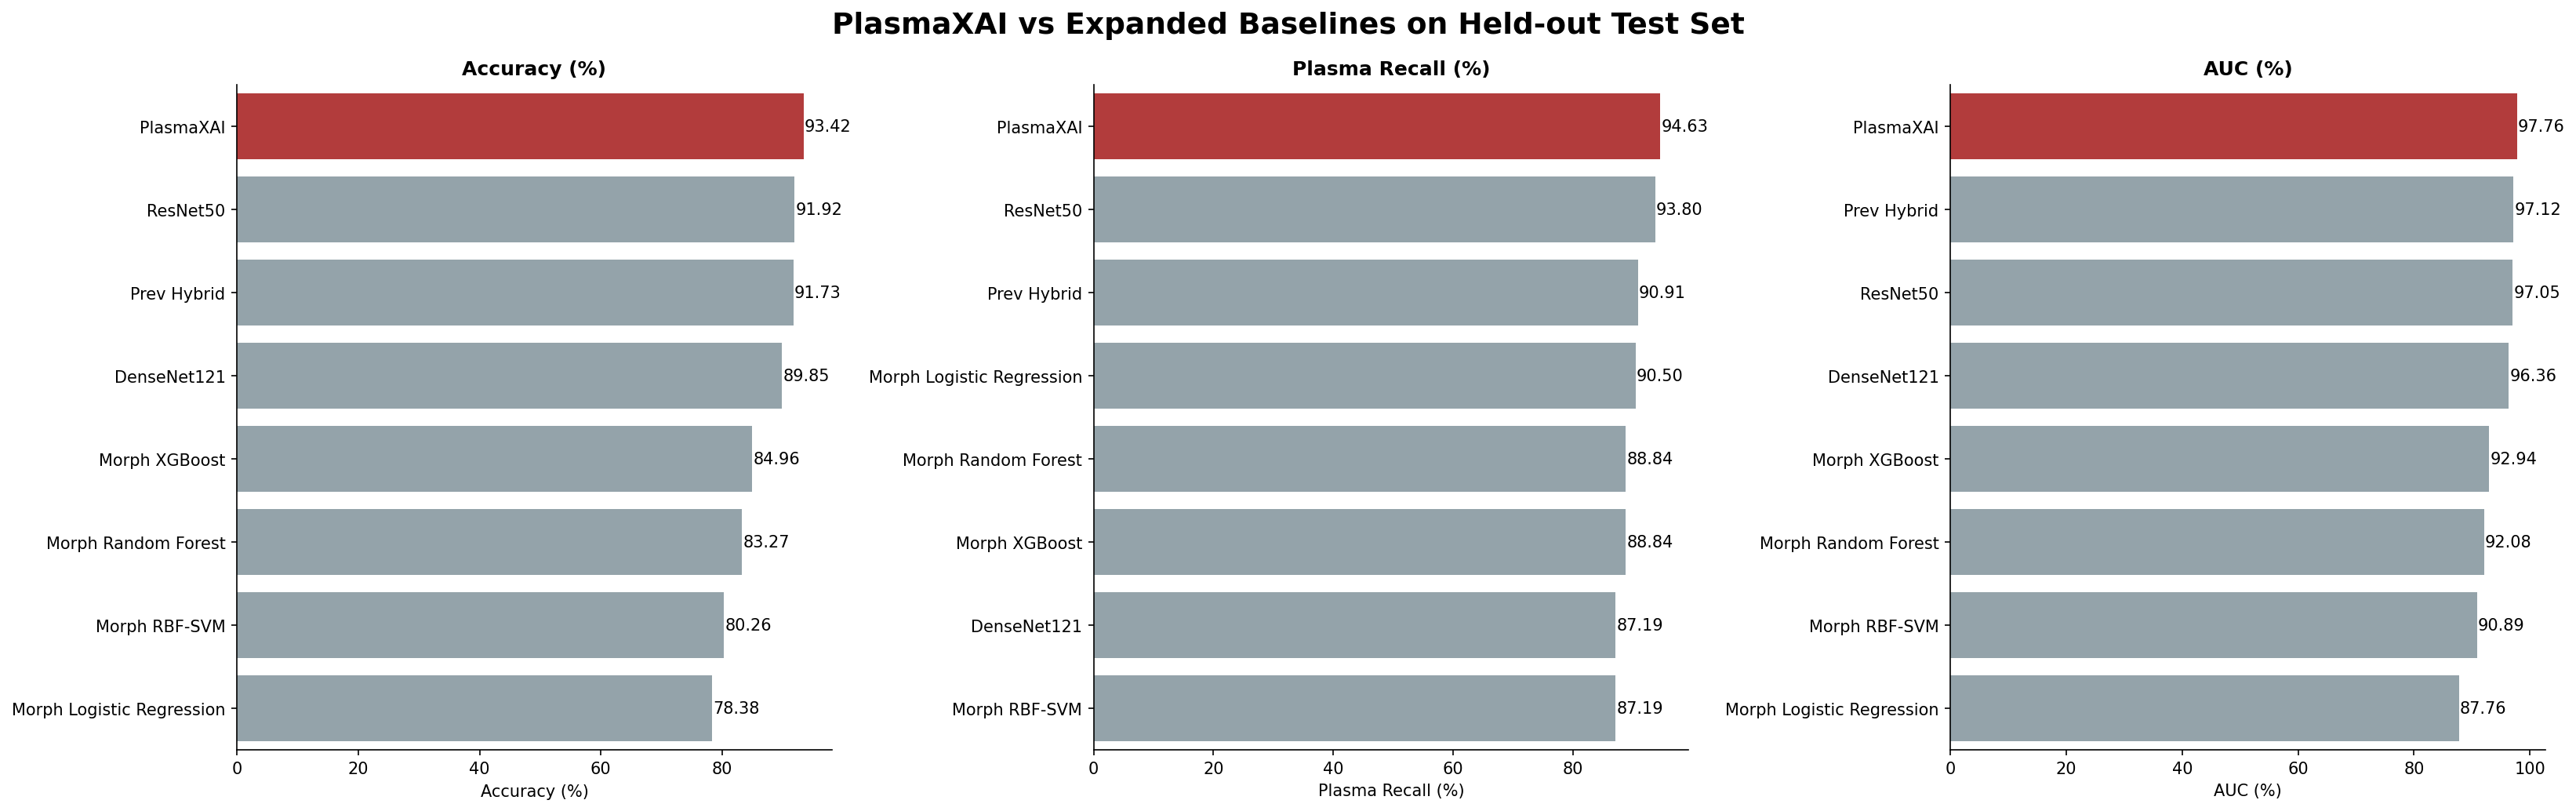 PlasmaXAI vs Expanded Baselines on Held-out Test Set
Accuracy (%)
PlasmaXAI 93.42
ResNet50 91.92
Prev Hybrid 91.73
DenseNet121 89.85
Morph XGBoost 84.96
Morph Random Forest 83.27
Morph RBF-SVM 80.26
Morph Logistic Regression 78.38
0 20 40 60 80
Accuracy (%)
Plasma Recall (%)
PlasmaXAI 94.63
ResNet50 93.80
Prev Hybrid 90.91
Morph Logistic Regression 90.50
Morph Random Forest 88.84
Morph XGBoost 88.84
DenseNet121 87.19
Morph RBF-SVM 87.19
0 20 40 60 80
Plasma Recall (%)
AUC (%)
PlasmaXAI 97.76
Prev Hybrid 97.12
ResNet50 97.05
DenseNet121 96.36
Morph XGBoost 92.94
Morph Random Forest 92.08
Morph RBF-SVM 90.89
Morph Logistic Regression 87.76
0 20 40 60 80 100
AUC (%)